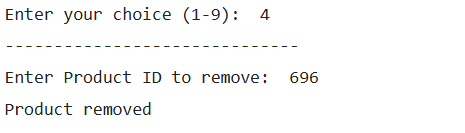 Enter your choice (1-9):  4
------------------------------
Enter Product ID to remove:  696
Product removed